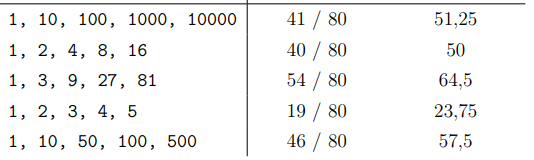 1, 10, 100, 1000, 10000 41 / 80 51,25
1, 2, 4, 8, 16 40 / 80 50
1, 3, 9, 27, 81 54 / 80 64,5
1, 2, 3, 4, 5 19 / 80 23,75
1, 10, 50, 100, 500 46 / 80 57,5